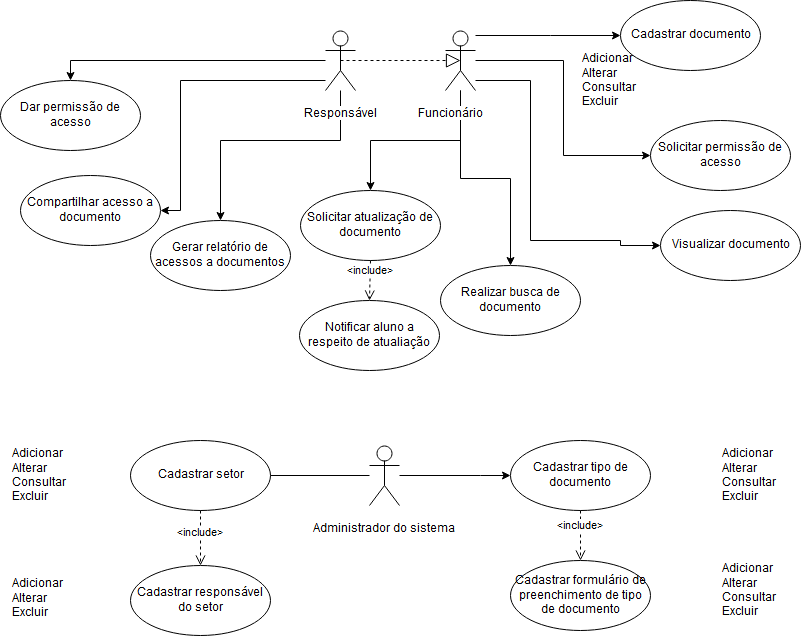 Cadastrar documento
Adicionar
Alterar
Consultar
Excluir
Dar permissão de
acesso
Responsável
Funcionário
Solicitar permissão de
acesso
Compartilhar acesso a
documento
Solicitar atualização de
documento
Gerar relatório de
acessos a documentos
Visualizar documento
<include>
Realizar busca de
documento
Notificar aluno a
respeito de atualiação
Adicionar
Alterar
Consultar
Excluir
Cadastrar setor
Administrador do sistema
Cadastrar tipo de
documento
Adicionar
Alterar
Consultar
Excluir
<include>
<include>
Adicionar
Alterar
Excluir
Cadastrar responsável
do setor
Cadastrar formulário de
preenchimento de tipo
de documento
Adicionar
Alterar
Consultar
Excluir